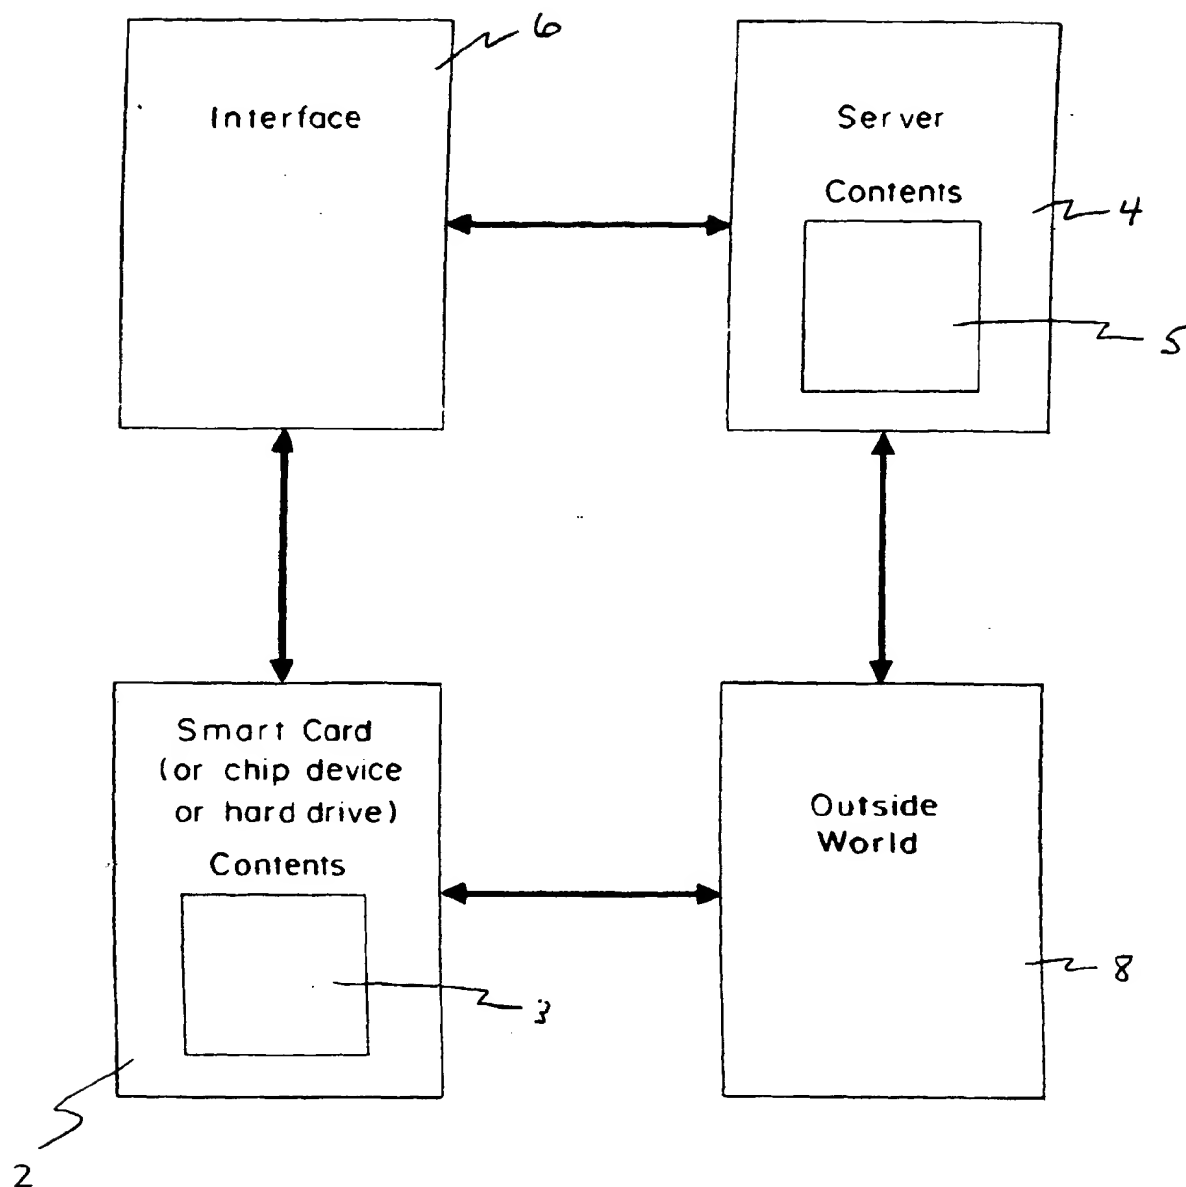 6
Interface
Server
Contents
4
5
Smart Card
(or chip device
or hard drive)
Contents
3
2
Outside
World
8